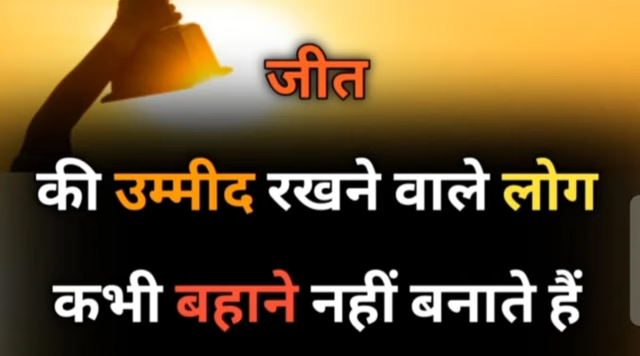 जीत
की उम्मीद रखने वाले लोग
कभी बहाने नहीं बनाते हैं